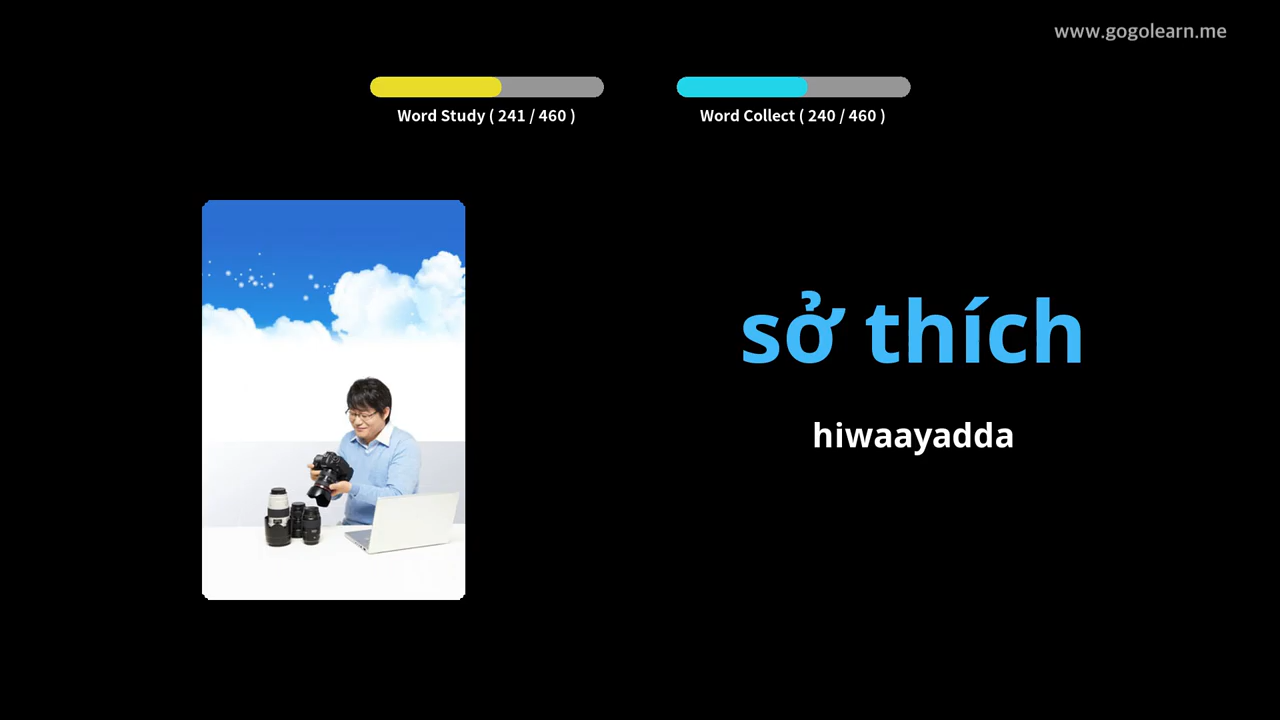 www.gogolearn.me
Word Study ( 241 / 460 )
Word Collect ( 240 / 460 )
sở thích
hiwaayadda